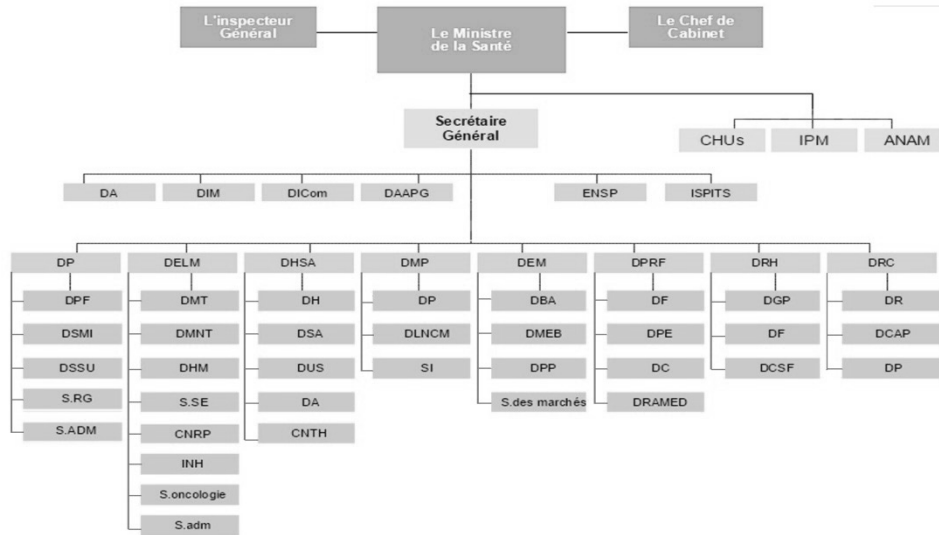 L'inspecteur
Général
Le Ministre
de la Santé
Le Chef de
Cabinet
Secrétaire
Général
CHUs IPM ANAM
DA DIM DICom DAAPG ENSP ISPITS
DP DELM DHSA DMP DEM DPRF DRH DRC
DPF DMT DH DP DBA DF DGP DR
DSMI DMNT DSA DLNCM DMEB DPE DF DCAP
DSSU DHM DUS SI DPP DC DCSF DP
S.RG S.SE DA S.des marchés DRAMED
S.ADM CNRP CNTH
INH
S.oncologie
S.adm